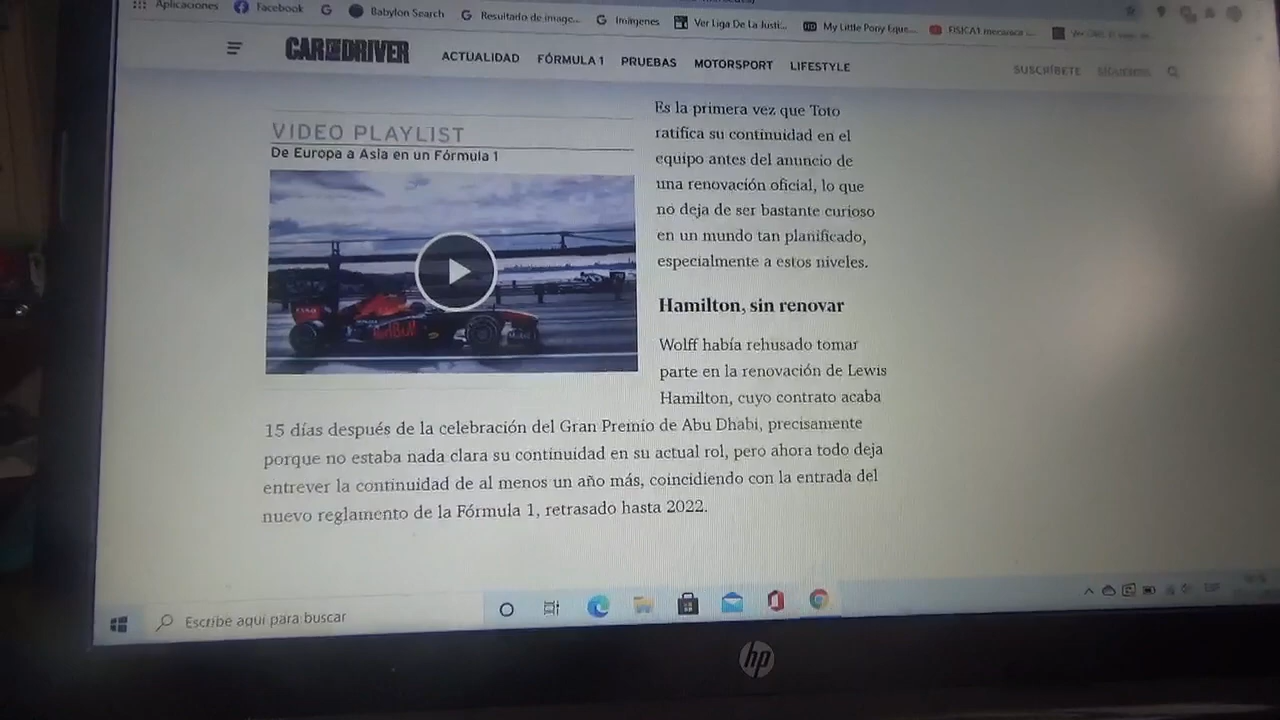 Aplicaciones Facebook Babylon Search Resultado de image... Imágenes Ver Liga De La Justi... My Little Pony Eque... FISICA1 mecanica
CAR AND DRIVER ACTUALIDAD FÓRMULA 1 PRUEBAS MOTORSPORT LIFESTYLE SUSCRÍBETE SÍGUENOS
VIDEO PLAYLIST
De Europa a Asia en un Fórmula 1
Red Bull
Es la primera vez que Toto
ratifica su continuidad en el
equipo antes del anuncio de
una renovación oficial, lo que
no deja de ser bastante curioso
en un mundo tan planificado,
especialmente a estos niveles.
Hamilton, sin renovar
Wolff había rehusado tomar
parte en la renovación de Lewis
Hamilton, cuyo contrato acaba
15 días después de la celebración del Gran Premio de Abu Dhabi, precisamente
porque no estaba nada clara su continuidad en su actual rol, pero ahora todo deja
entrever la continuidad de al menos un año más, coincidiendo con la entrada del
nuevo reglamento de la Fórmula 1, retrasado hasta 2022.
Escribe aquí para buscar
hp